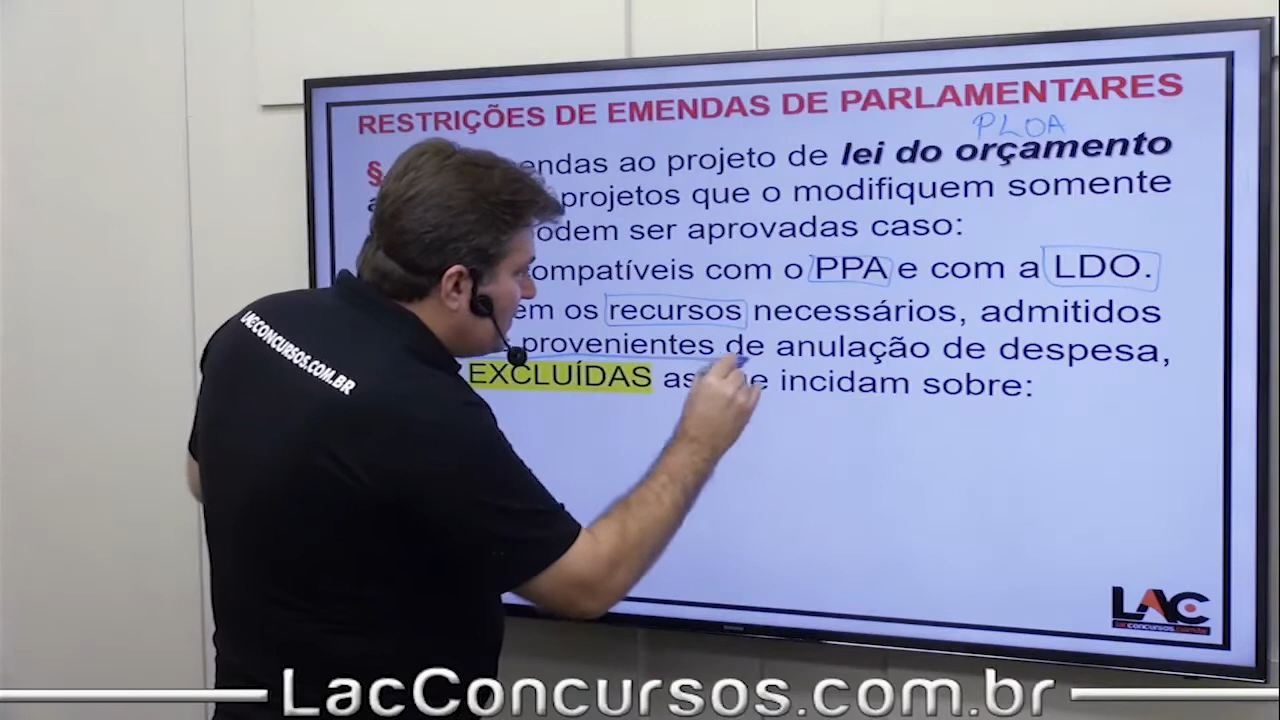 RESTRIÇÕES DE EMENDAS DE PARLAMENTARES
PLOA
§ endas ao projeto de lei do orçamento
projetos que o modifiquem somente
odem ser aprovadas caso:
ompatíveis com o PPA e com a LDO.
em os recursos necessários, admitidos
provenientes de anulação de despesa,
EXCLUÍDAS as e incidam sobre:
LACCONCURSOS.COM.BR
LAC
lacconcursos.com.br
LacConcursos.com.br